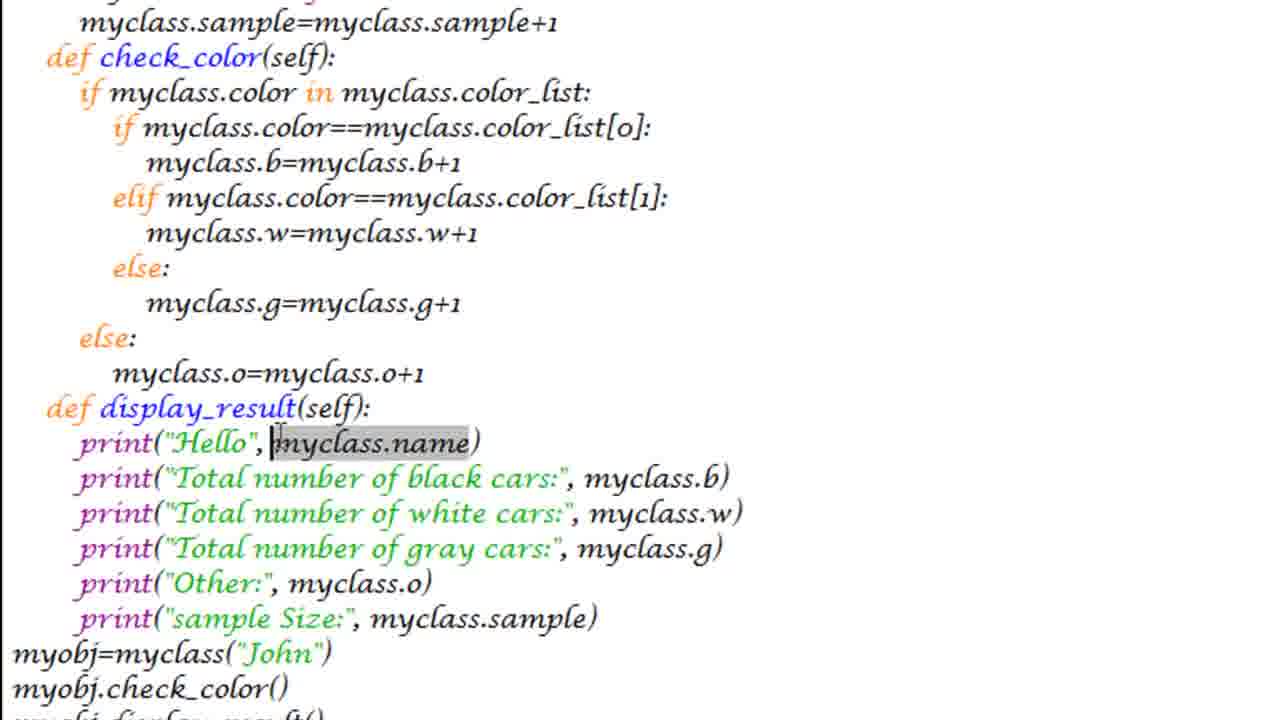 myclass.sample=myclass.sample+1
def check_color(self):
if myclass.color in myclass.color_list:
if myclass.color==myclass.color_list[0]:
myclass.b=myclass.b+1
elif myclass.color==myclass.color_list[1]:
myclass.w=myclass.w+1
else:
myclass.g=myclass.g+1
else:
myclass.o=myclass.o+1
def display_result(self):
print("Hello", myclass.name)
print("Total number of black cars:", myclass.b)
print("Total number of white cars:", myclass.w)
print("Total number of gray cars:", myclass.g)
print("Other:", myclass.o)
print("sample Size:", myclass.sample)
myobj=myclass("John")
myobj.check_color()
myobj.display_result()